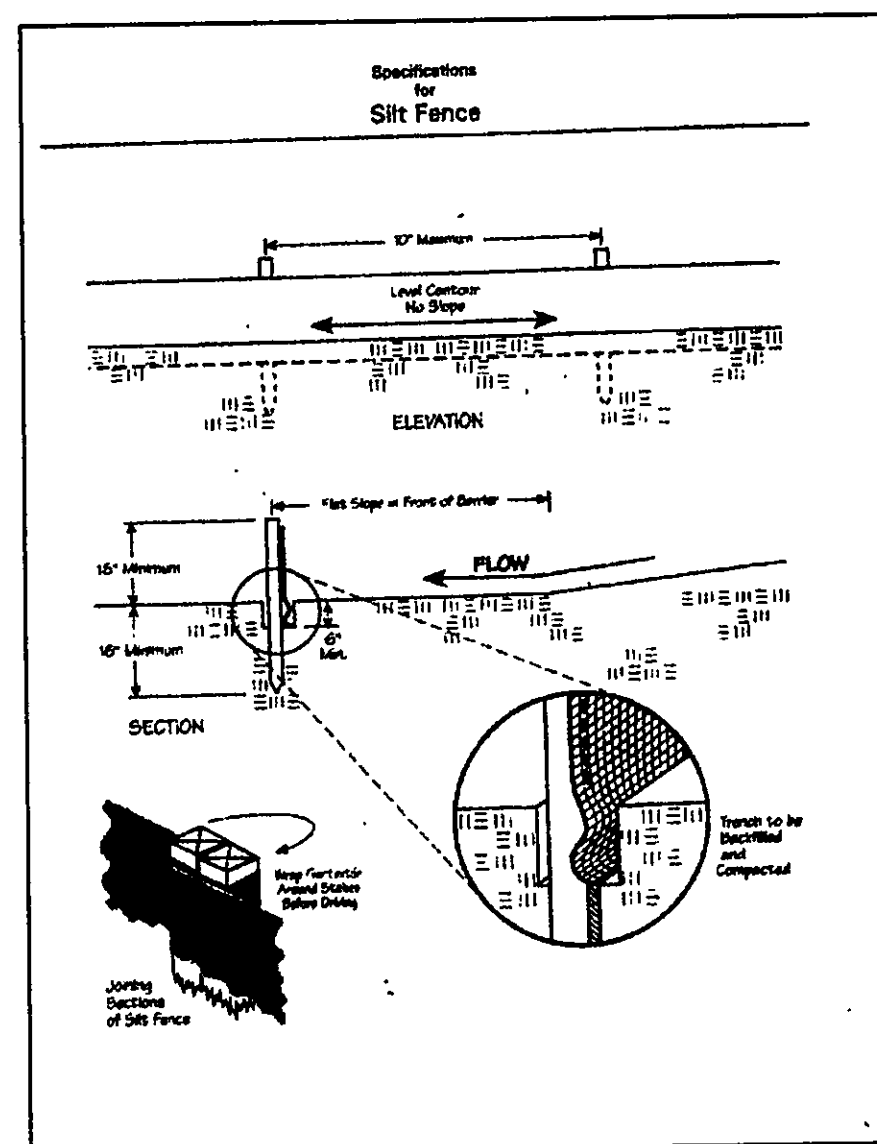 Specifications
for
Silt Fence
10" Maximum
Level Contour
No Slope
ELEVATION
Flat Slope in Front of Barrier
FLOW
16" Minimum
16" Minimum
6"
Min.
SECTION
Trench to be
Backfilled
and
Compacted
Wrap
Around Stakes
Before Driving
Joining
Sections
of Silt Fence